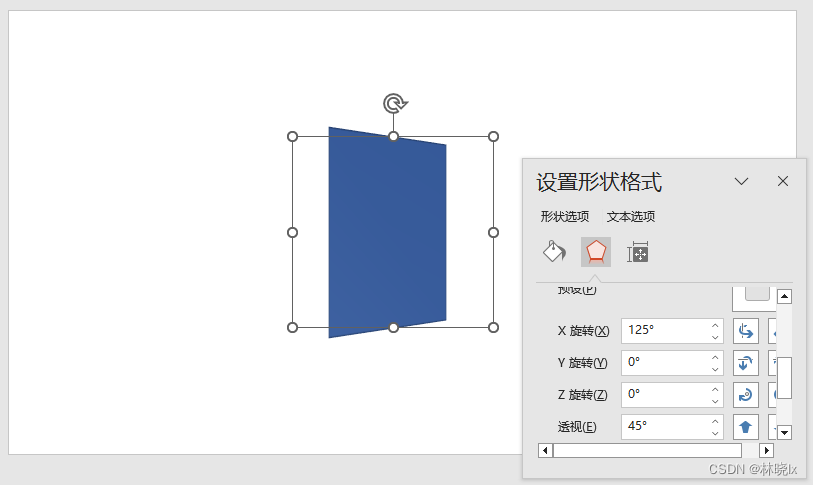 设置形状格式
形状选项 文本选项
预设(P)
X 旋转(X) 125°
Y 旋转(Y) 0°
Z 旋转(Z) 0°
透视(E) 45°
CSDN @林晓lx